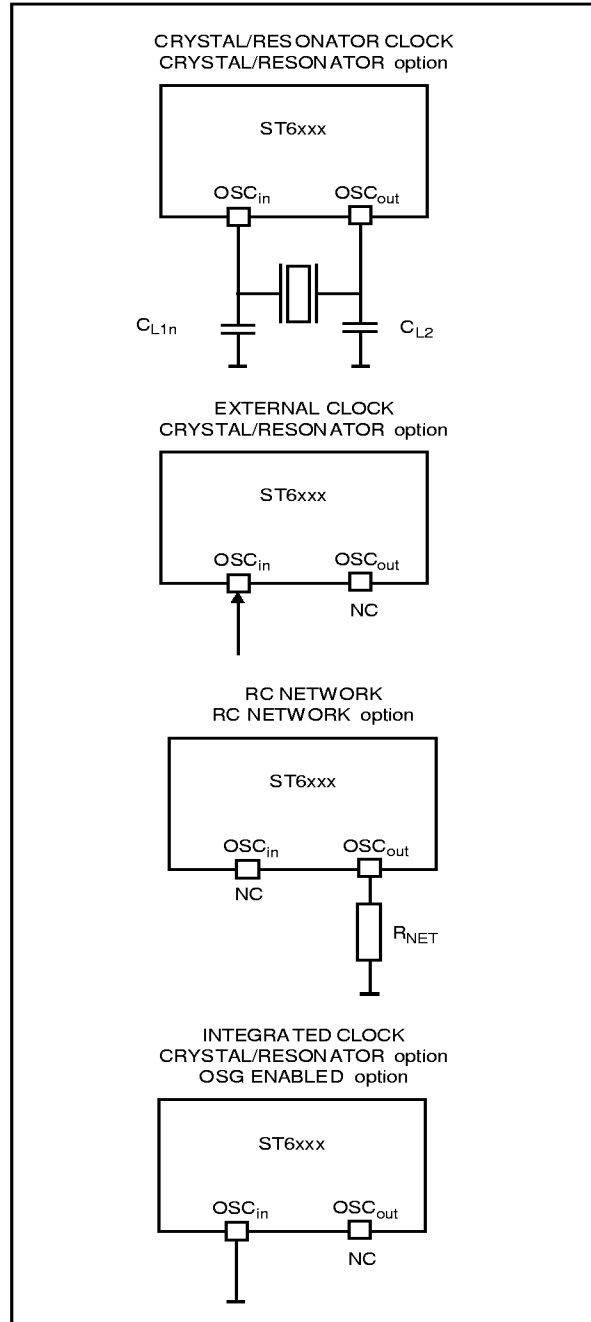 CRYSTAL/RESONATOR CLOCK
CRYSTAL/RESONATOR option
ST6xxx
OSCin OSCout
CL1n CL2
EXTERNAL CLOCK
CRYSTAL/RESONATOR option
ST6xxx
OSCin OSCout
NC
RC NETWORK
RC NETWORK option
ST6xxx
OSCin OSCout
NC
RNET
INTEGRATED CLOCK
CRYSTAL/RESONATOR option
OSG ENABLED option
ST6xxx
OSCin OSCout
NC